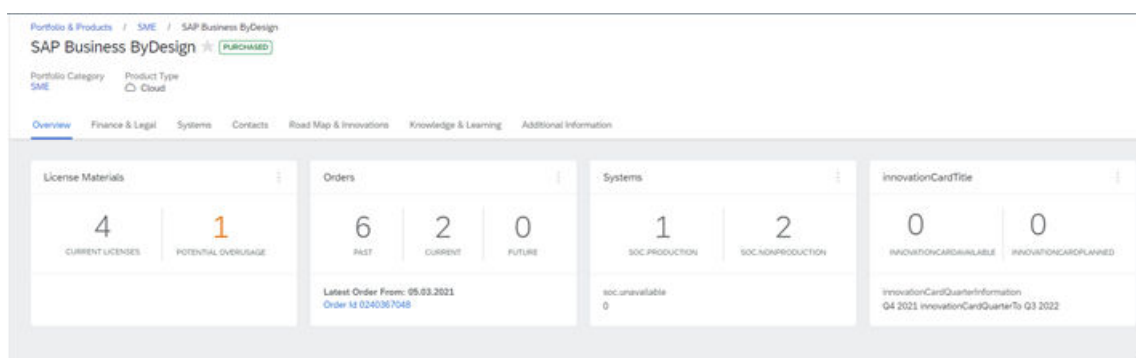 Portfolio & Products / SME / SAP Business ByDesign
SAP Business ByDesign PURCHASED
Portfolio Category Product Type
SME Cloud
Overview Finance & Legal Systems Contacts Road Map & Innovations Knowledge & Learning Additional Information
License Materials Orders Systems innovationCardTitle
4 1 6 2 0 1 2 0 0
CURRENT LICENSES POTENTIAL OVERUSAGE PAST CURRENT FUTURE SOC.PRODUCTION SOC.NONPRODUCTION INNOVATIONCARDAVAILABLE INNOVATIONCARDPLANNED
Latest Order From: 05.03.2021 soc.unavailable innovationCardQuarterInformation
Order Id 0240367048 0 Q4 2021 innovationCardQuarterTo Q3 2022